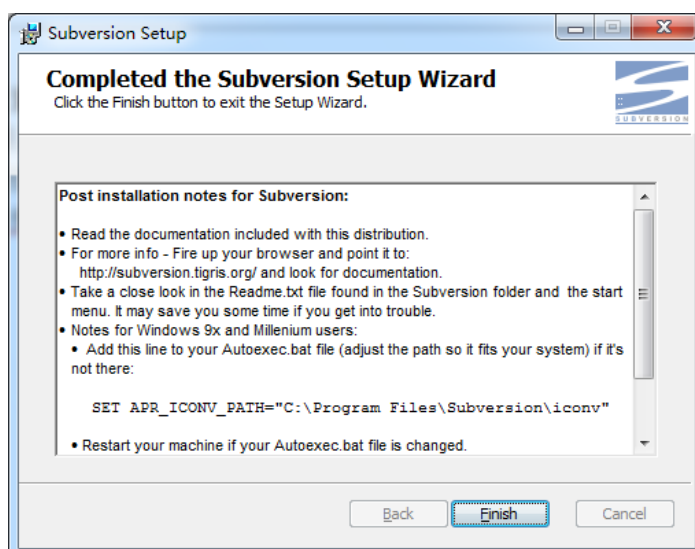 Subversion Setup
Completed the Subversion Setup Wizard
Click the Finish button to exit the Setup Wizard.
SUBVERSION
Post installation notes for Subversion:
• Read the documentation included with this distribution.
• For more info - Fire up your browser and point it to:
http://subversion.tigris.org/ and look for documentation.
• Take a close look in the Readme.txt file found in the Subversion folder and the start
menu. It may save you some time if you get into trouble.
• Notes for Windows 9x and Millenium users:
• Add this line to your Autoexec.bat file (adjust the path so it fits your system) if it's
not there:
SET APR_ICONV_PATH="C:\Program Files\Subversion\iconv"
• Restart your machine if your Autoexec.bat file is changed.
Back Finish Cancel